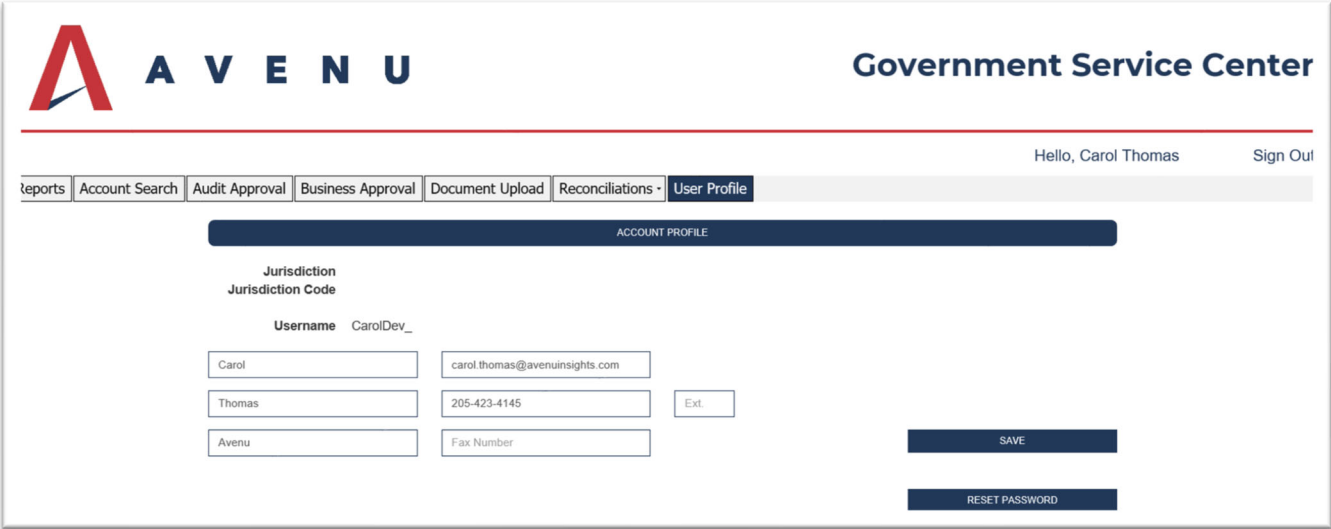 AVENU
Government Service Center
Hello, Carol Thomas Sign Out
Reports Account Search Audit Approval Business Approval Document Upload Reconciliations User Profile
ACCOUNT PROFILE
Jurisdiction
Jurisdiction Code
Username CarolDev_
Carol carol.thomas@avenuinsights.com
Thomas 205-423-4145 Ext.
Avenu Fax Number
SAVE
RESET PASSWORD